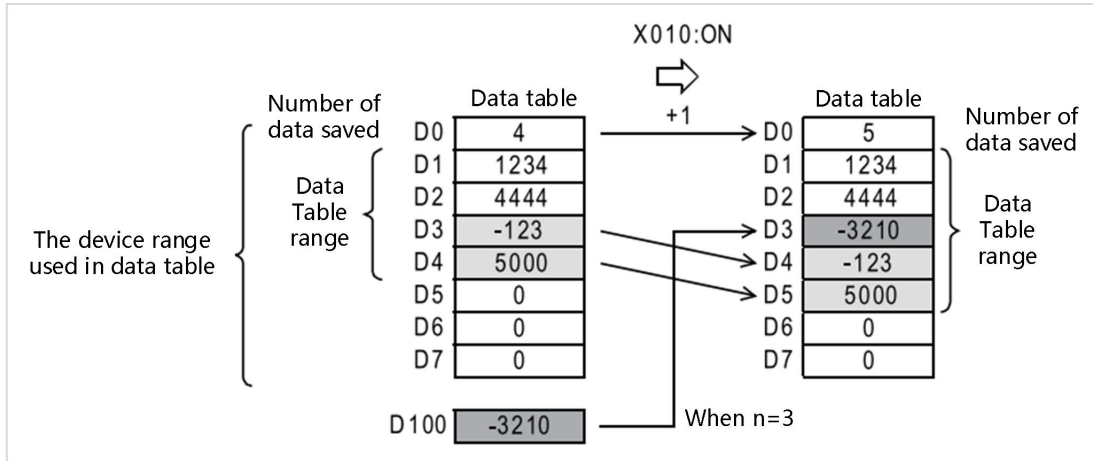 X010:ON
Data table
Data table
Number of
data saved
+1
Number of
data saved
D0 4
D0 5
D1 1234
D1 1234
D2 4444
D2 4444
Data
Table
range
Data
Table
range
D3 -123
D3 -3210
The device range
used in data table
D4 5000
D4 -123
D5 0
D5 5000
D6 0
D6 0
D7 0
D7 0
D100 -3210
When n=3